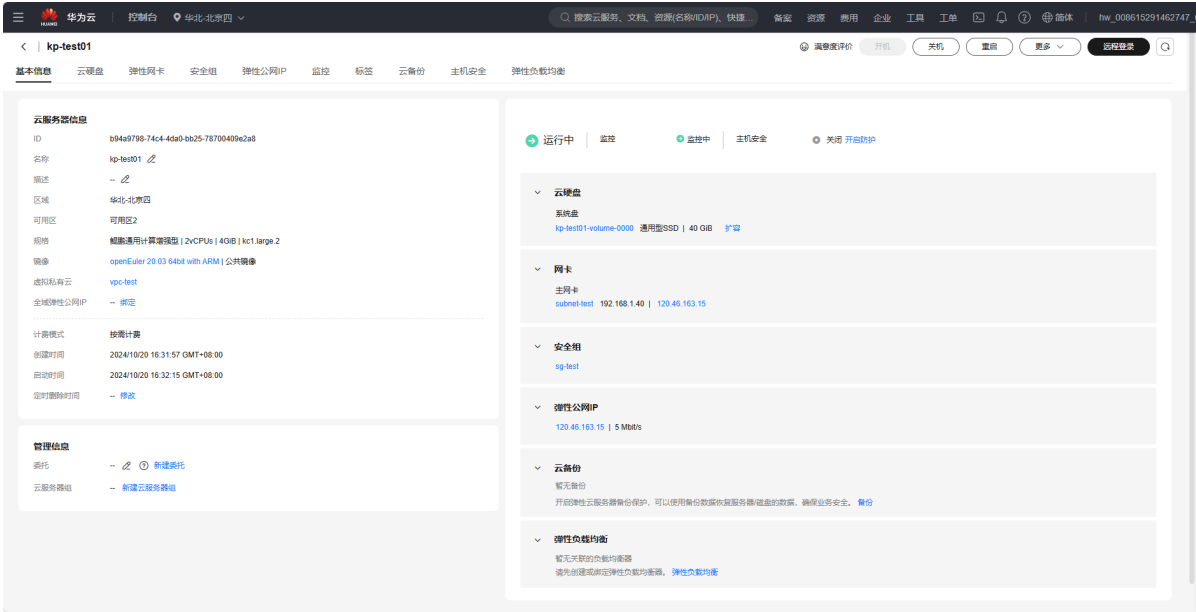 HUAWEI 华为云 控制台 华北-北京四 搜索云服务、文档、资源(名称/ID/IP)、快捷... 备案 资源 费用 企业 工具 工单 简体 hw_008615291462747_
kp-test01 满意度评价 开机 关机 重启 更多 远程登录
基本信息 云硬盘 弹性网卡 安全组 弹性公网IP 监控 标签 云备份 主机安全 弹性负载均衡
云服务器信息
ID b94a9798-74c4-4da0-bb25-78700409e2a8
名称 kp-test01
描述 --
区域 华北-北京四
可用区 可用区2
规格 鲲鹏通用计算增强型 | 2vCPUs | 4GiB | kc1.large.2
镜像 openEuler 20.03 64bit with ARM | 公共镜像
虚拟私有云 vpc-test
全域弹性公网IP -- 绑定
计费模式 按需计费
创建时间 2024/10/20 16:31:57 GMT+08:00
启动时间 2024/10/20 16:32:15 GMT+08:00
定时删除时间 -- 修改
管理信息
委托 -- 新建委托
云服务器组 -- 新建云服务器组
运行中 监控 监控中 主机安全 关闭 开启防护
云硬盘
系统盘
kp-test01-volume-0000 通用型SSD | 40 GiB 扩容
网卡
主网卡
subnet-test 192.168.1.40 | 120.46.163.15
安全组
sg-test
弹性公网IP
120.46.163.15 | 5 Mbit/s
云备份
暂无备份
开启弹性云服务器备份保护，可以使用备份数据恢复服务器/磁盘的数据，确保业务安全。 备份
弹性负载均衡
暂无关联的负载均衡器
请先创建或绑定弹性负载均衡器。 弹性负载均衡